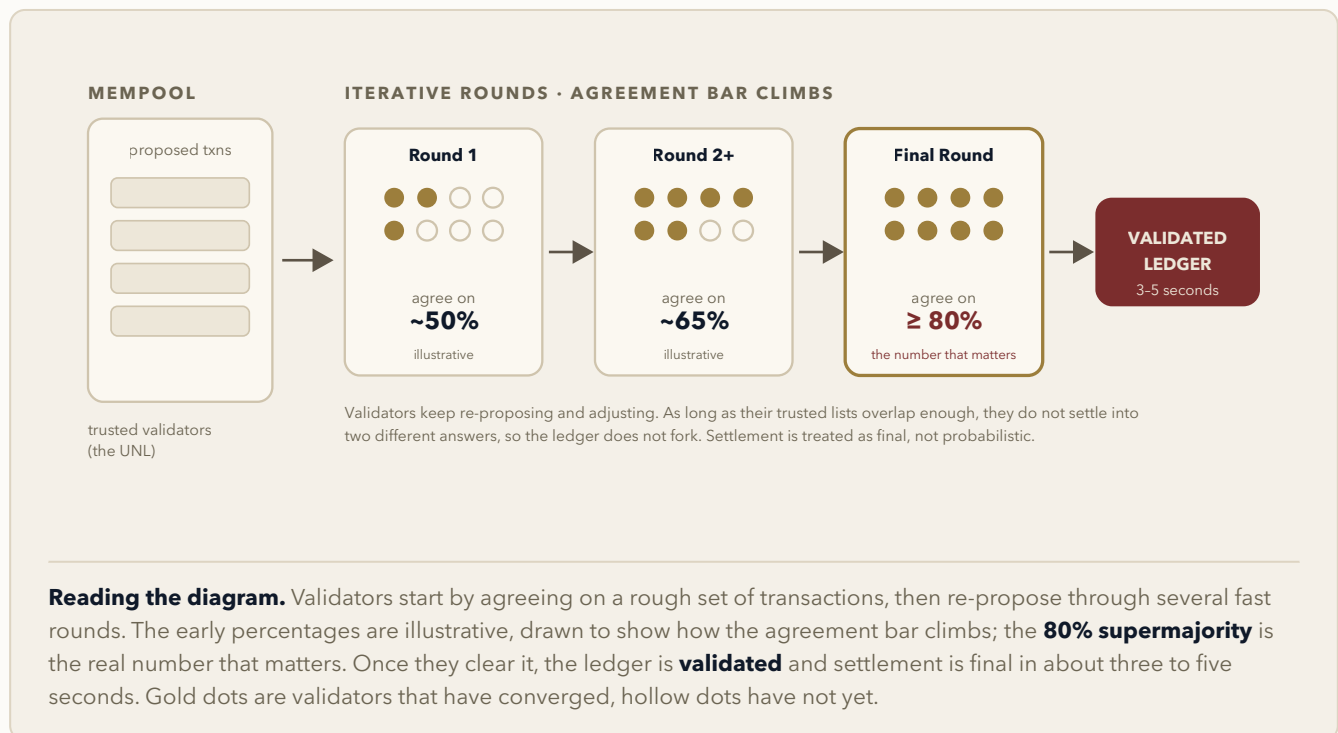 MEMPOOL
proposed txns
trusted validators
(the UNL)
ITERATIVE ROUNDS · AGREEMENT BAR CLIMBS
Round 1
agree on
~50%
illustrative
Round 2+
agree on
~65%
illustrative
Final Round
agree on
≥ 80%
the number that matters
VALIDATED
LEDGER
3–5 seconds
Validators keep re-proposing and adjusting. As long as their trusted lists overlap enough, they do not settle into
two different answers, so the ledger does not fork. Settlement is treated as final, not probabilistic.
Reading the diagram. Validators start by agreeing on a rough set of transactions, then re-propose through several fast
rounds. The early percentages are illustrative, drawn to show how the agreement bar climbs; the 80% supermajority is
the real number that matters. Once they clear it, the ledger is validated and settlement is final in about three to five
seconds. Gold dots are validators that have converged, hollow dots have not yet.